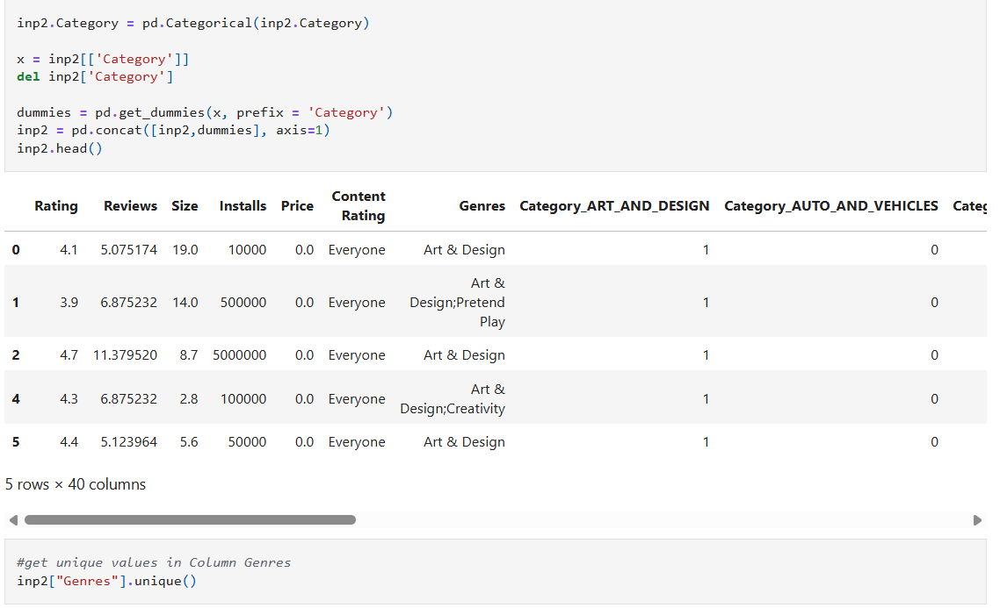 inp2.Category = pd.Categorical(inp2.Category)
x = inp2[['Category']]
del inp2['Category']
dummies = pd.get_dummies(x, prefix = 'Category')
inp2 = pd.concat([inp2,dummies], axis=1)
inp2.head()
Rating Reviews Size Installs Price Content Rating Genres Category_ART_AND_DESIGN Category_AUTO_AND_VEHICLES Categ
0 4.1 5.075174 19.0 10000 0.0 Everyone Art & Design 1 0
1 3.9 6.875232 14.0 500000 0.0 Everyone Art & Design;Pretend Play 1 0
2 4.7 11.379520 8.7 5000000 0.0 Everyone Art & Design 1 0
4 4.3 6.875232 2.8 100000 0.0 Everyone Art & Design;Creativity 1 0
5 4.4 5.123964 5.6 50000 0.0 Everyone Art & Design 1 0
5 rows × 40 columns
#get unique values in Column Genres
inp2["Genres"].unique()